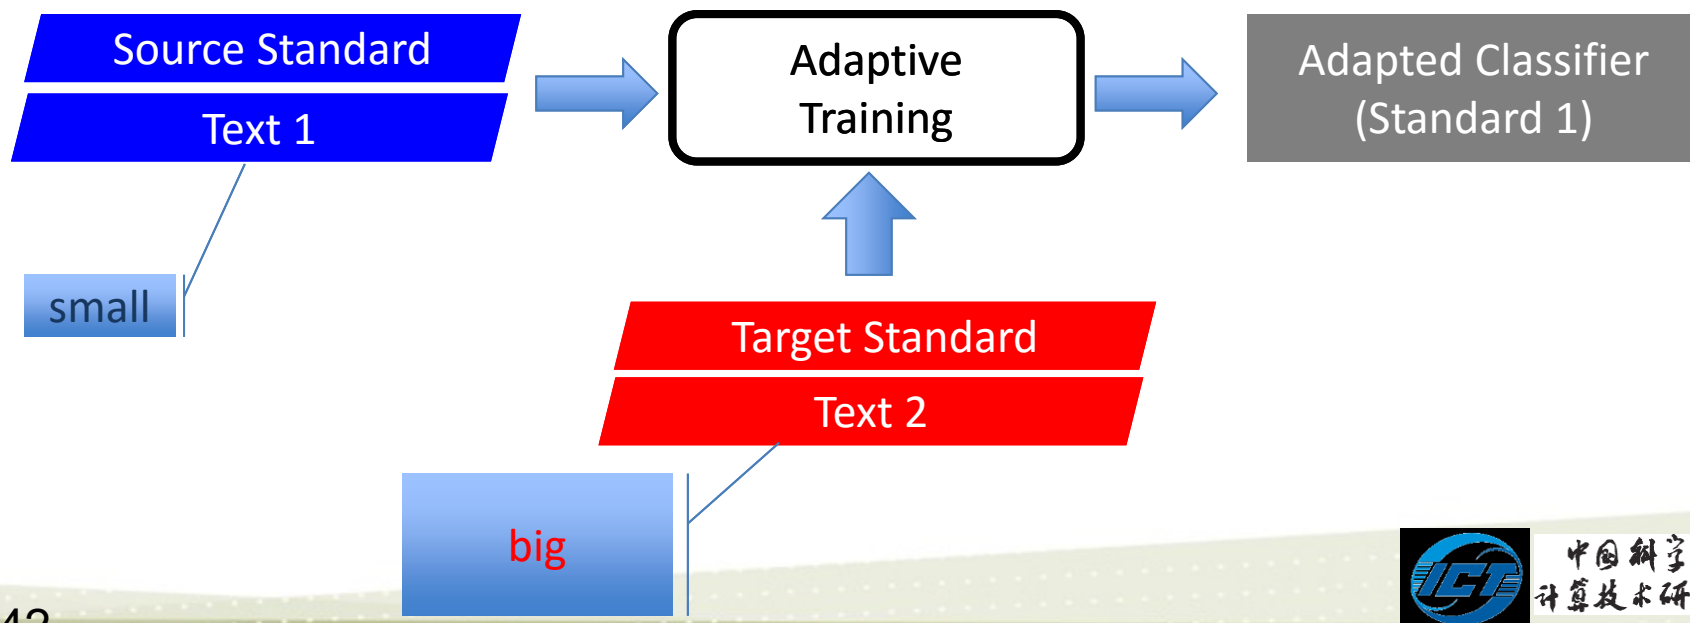 Source Standard
Text 1
Adaptive
Training
Adapted Classifier
(Standard 1)
small
Target Standard
Text 2
big
ICT
中国科学
计算技术研